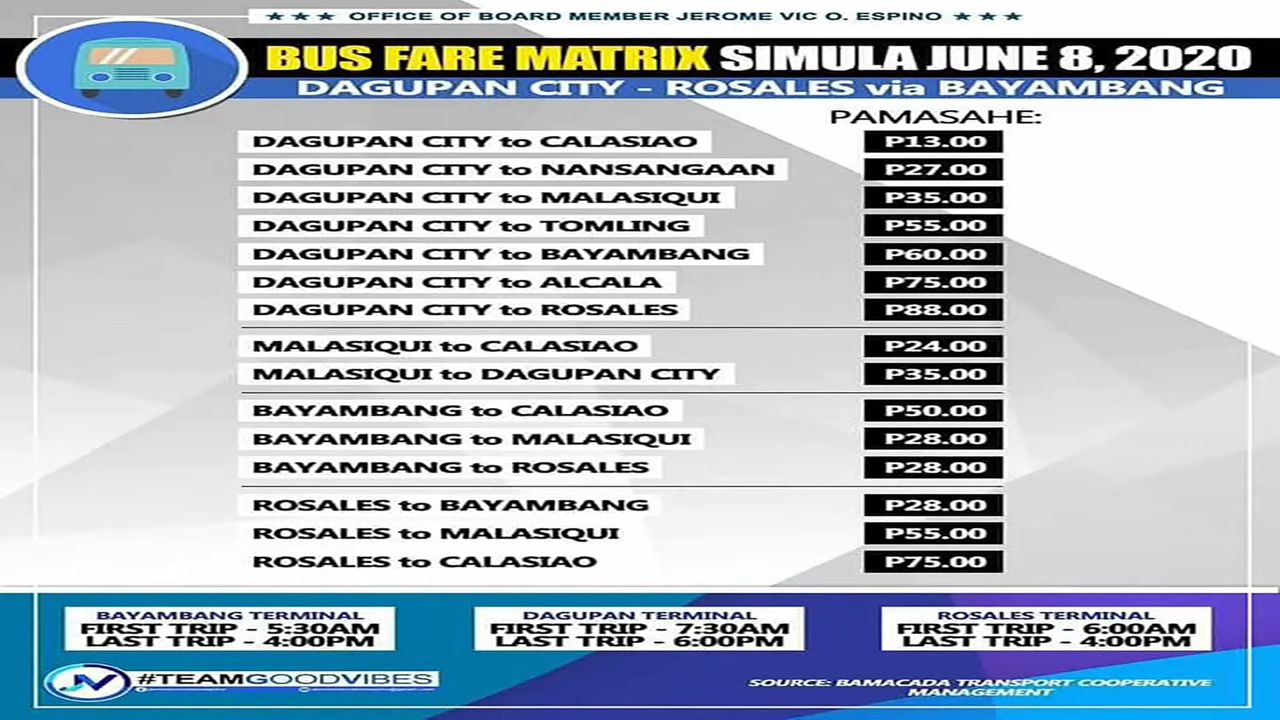 ★ ★ ★ OFFICE OF BOARD MEMBER JEROME VIC O. ESPINO ★ ★ ★
BUS FARE MATRIX SIMULA JUNE 8, 2020
DAGUPAN CITY - ROSALES via BAYAMBANG
PAMASAHE:
DAGUPAN CITY to CALASIAO P13.00
DAGUPAN CITY to NANSANGAAN P27.00
DAGUPAN CITY to MALASIQUI P35.00
DAGUPAN CITY to TOMLING P55.00
DAGUPAN CITY to BAYAMBANG P60.00
DAGUPAN CITY to ALCALA P75.00
DAGUPAN CITY to ROSALES P88.00
MALASIQUI to CALASIAO P24.00
MALASIQUI to DAGUPAN CITY P35.00
BAYAMBANG to CALASIAO P50.00
BAYAMBANG to MALASIQUI P28.00
BAYAMBANG to ROSALES P28.00
ROSALES to BAYAMBANG P28.00
ROSALES to MALASIQUI P55.00
ROSALES to CALASIAO P75.00
BAYAMBANG TERMINAL
FIRST TRIP - 5:30AM
LAST TRIP - 4:00PM
DAGUPAN TERMINAL
FIRST TRIP - 7:30AM
LAST TRIP - 6:00PM
ROSALES TERMINAL
FIRST TRIP - 6:00AM
LAST TRIP - 4:00PM
JV #TEAMGOODVIBES
SOURCE: BAMACADA TRANSPORT COOPERATIVE
MANAGEMENT